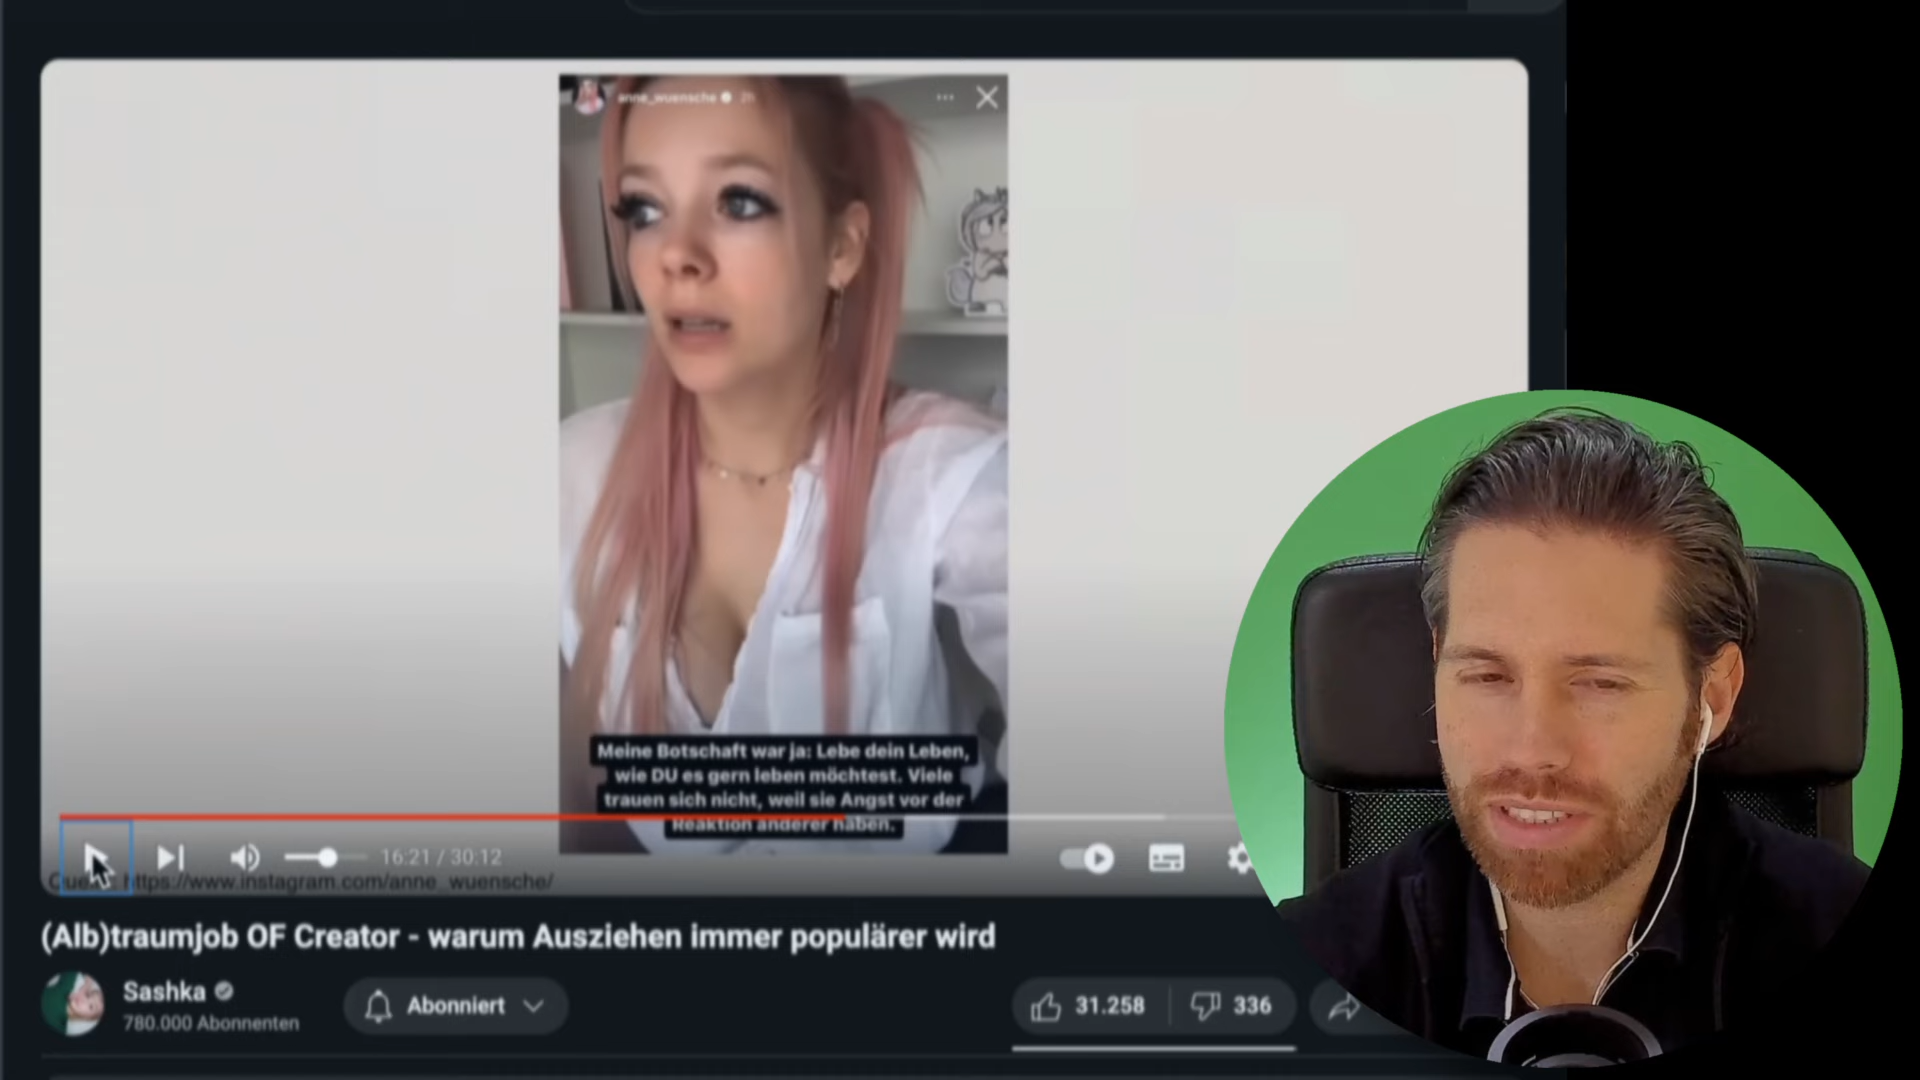 anne_wuensche 2h
Meine Botschaft war ja: Lebe dein Leben,
wie DU es gern leben möchtest. Viele
trauen sich nicht, weil sie Angst vor der
Reaktion anderer haben.
16:21 / 30:12
https://www.instagram.com/anne_wuensche/
(Alb)traumjob OF Creator - warum Ausziehen immer populärer wird
Sashka
780.000 Abonnenten
Abonniert
31.258
336